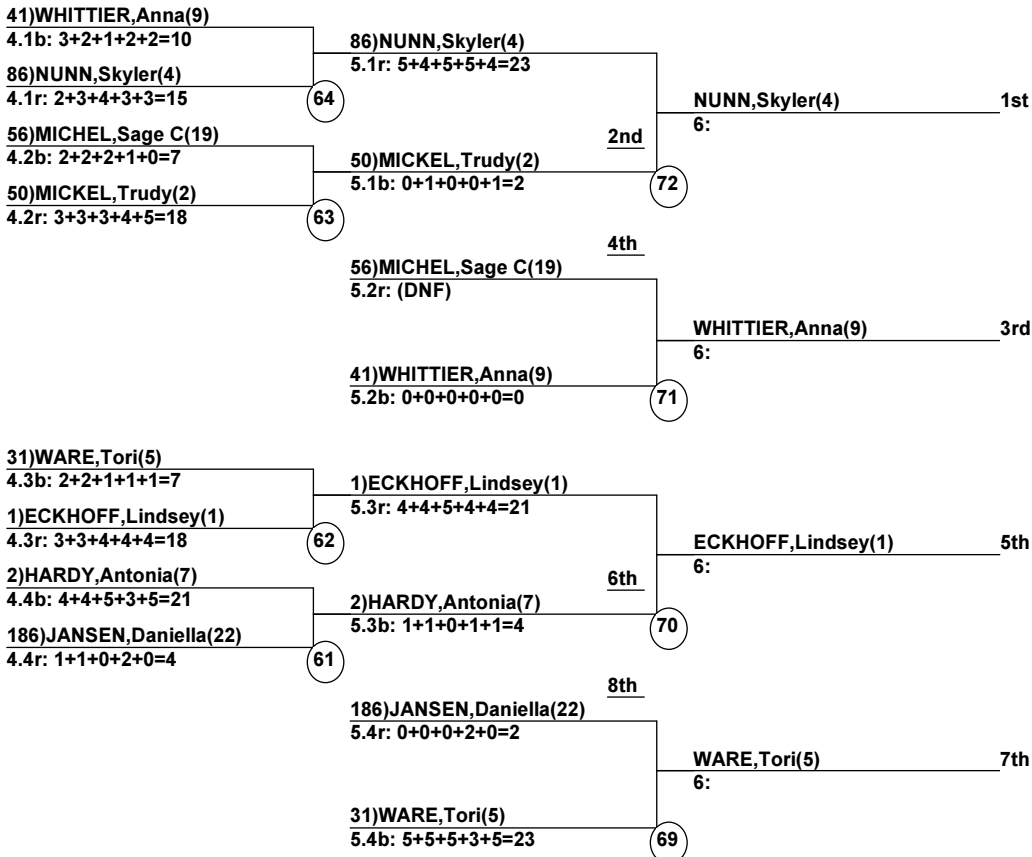 41)WHITTIER,Anna(9)
4.1b: 3+2+1+2+2=10
86)NUNN,Skyler(4)
4.1r: 2+3+4+3+3=15
64
56)MICHEL,Sage C(19)
4.2b: 2+2+2+1+0=7
50)MICKEL,Trudy(2)
4.2r: 3+3+3+4+5=18
63
86)NUNN,Skyler(4)
5.1r: 5+4+5+5+4=23
2nd
50)MICKEL,Trudy(2)
5.1b: 0+1+0+0+1=2
72
NUNN,Skyler(4)
6:
1st
4th
56)MICHEL,Sage C(19)
5.2r: (DNF)
41)WHITTIER,Anna(9)
5.2b: 0+0+0+0+0=0
71
WHITTIER,Anna(9)
6:
3rd
31)WARE,Tori(5)
4.3b: 2+2+1+1+1=7
1)ECKHOFF,Lindsey(1)
4.3r: 3+3+4+4+4=18
62
2)HARDY,Antonia(7)
4.4b: 4+4+5+3+5=21
186)JANSEN,Daniella(22)
4.4r: 1+1+0+2+0=4
61
1)ECKHOFF,Lindsey(1)
5.3r: 4+4+5+4+4=21
6th
2)HARDY,Antonia(7)
5.3b: 1+1+0+1+1=4
70
ECKHOFF,Lindsey(1)
6:
5th
8th
186)JANSEN,Daniella(22)
5.4r: 0+0+0+2+0=2
31)WARE,Tori(5)
5.4b: 5+5+5+3+5=23
69
WARE,Tori(5)
6:
7th